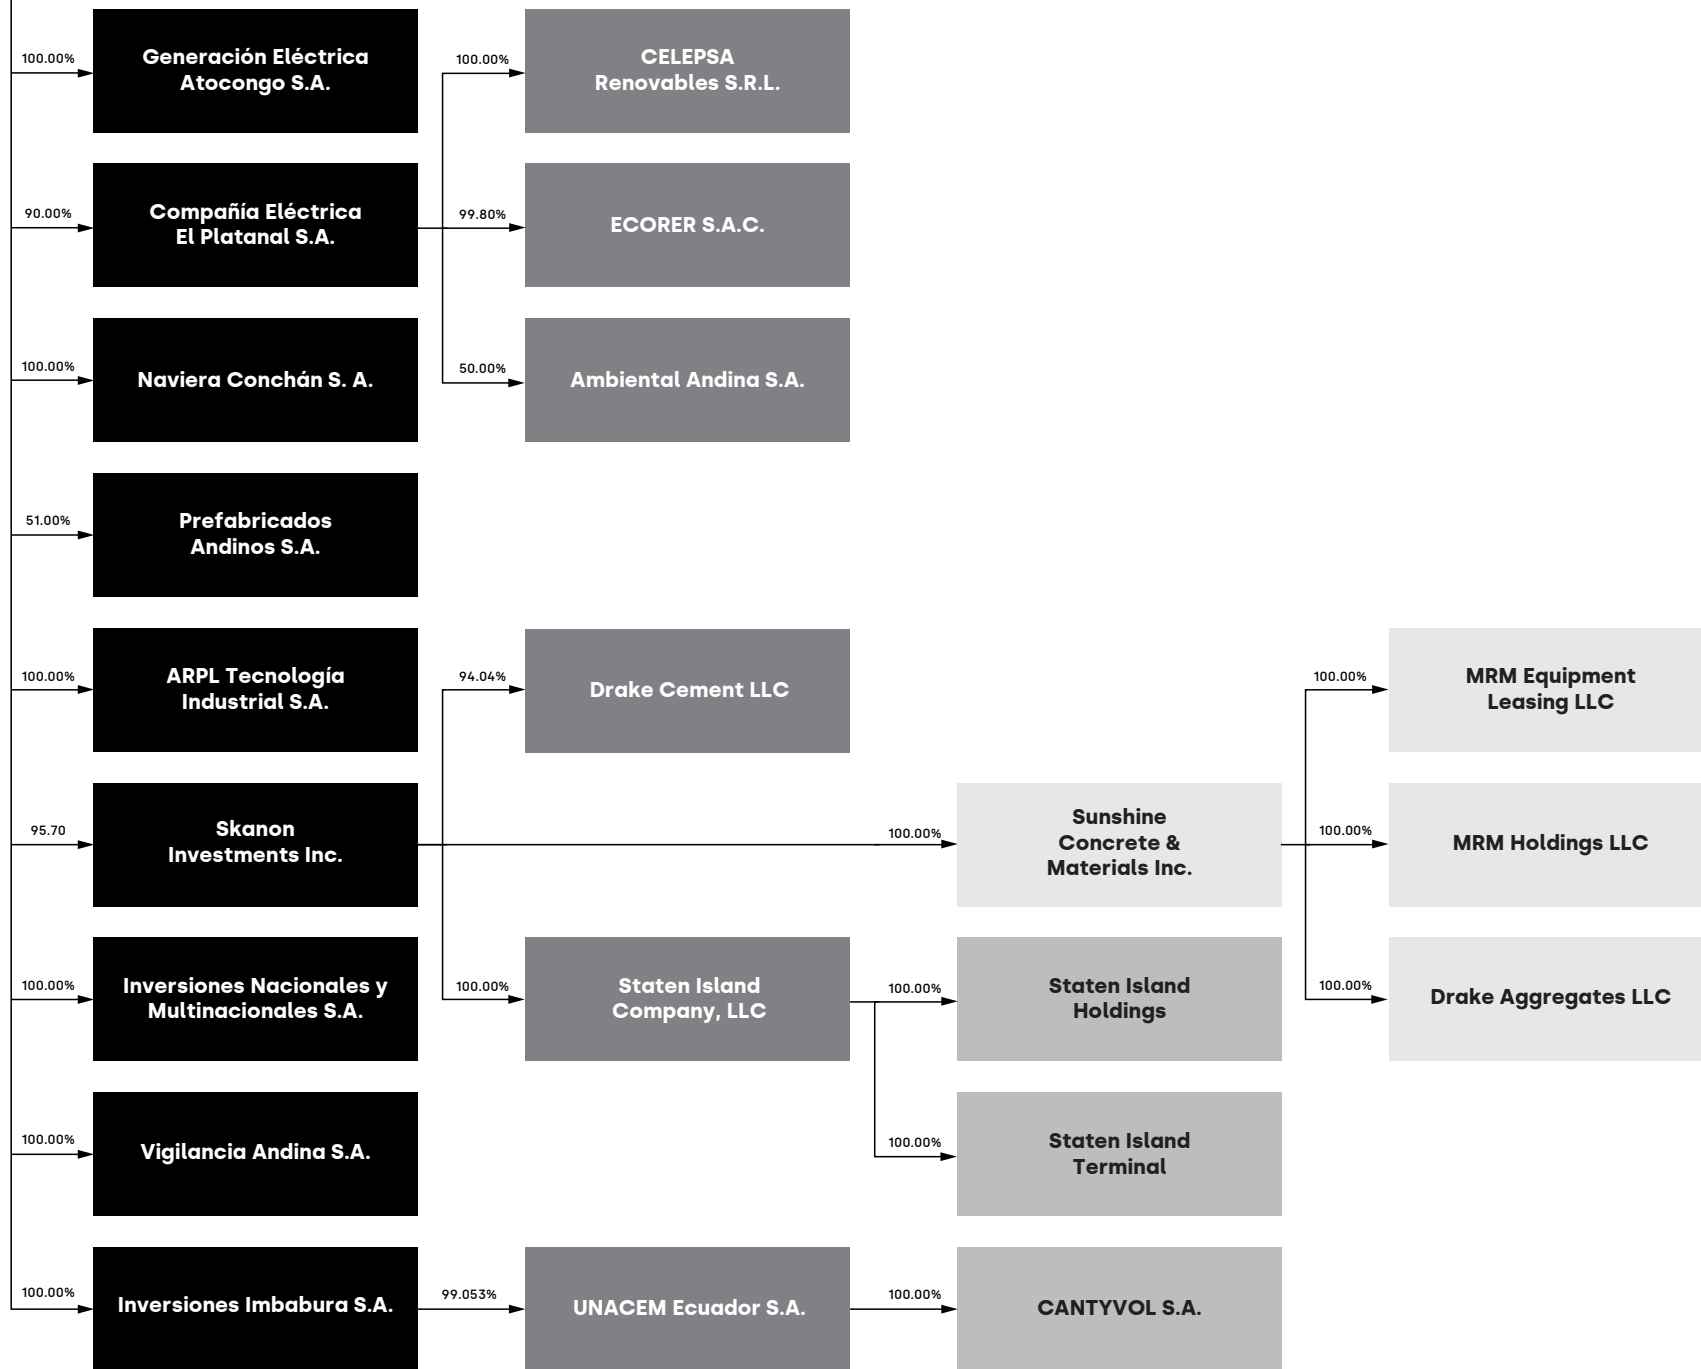 100.00%
Generación Eléctrica
Atocongo S.A.
100.00%
CELEPSA
Renovables S.R.L.
90.00%
Compañía Eléctrica
El Platanal S.A.
99.80%
ECORER S.A.C.
100.00%
Naviera Conchán S. A.
50.00%
Ambiental Andina S.A.
51.00%
Prefabricados
Andinos S.A.
100.00%
ARPL Tecnología
Industrial S.A.
94.04%
Drake Cement LLC
100.00%
MRM Equipment
Leasing LLC
95.70
Skanon
Investments Inc.
100.00%
Sunshine
Concrete &
Materials Inc.
100.00%
MRM Holdings LLC
100.00%
Inversiones Nacionales y
Multinacionales S.A.
100.00%
Staten Island
Company, LLC
100.00%
Staten Island
Holdings
100.00%
Drake Aggregates LLC
100.00%
Vigilancia Andina S.A.
100.00%
Staten Island
Terminal
100.00%
Inversiones Imbabura S.A.
99.053%
UNACEM Ecuador S.A.
100.00%
CANTYVOL S.A.